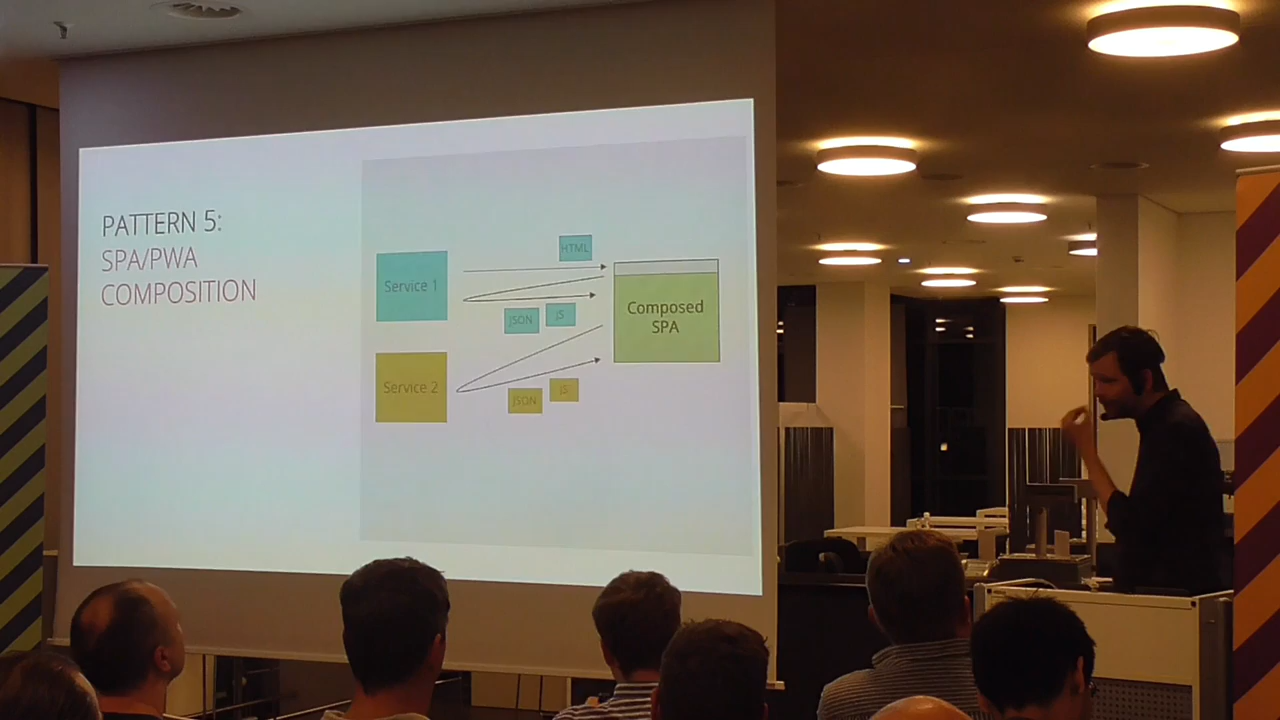 PATTERN 5:
SPA/PWA
COMPOSITION
HTML
Service 1
Composed
SPA
JSON
JS
Service 2
JSON
JS